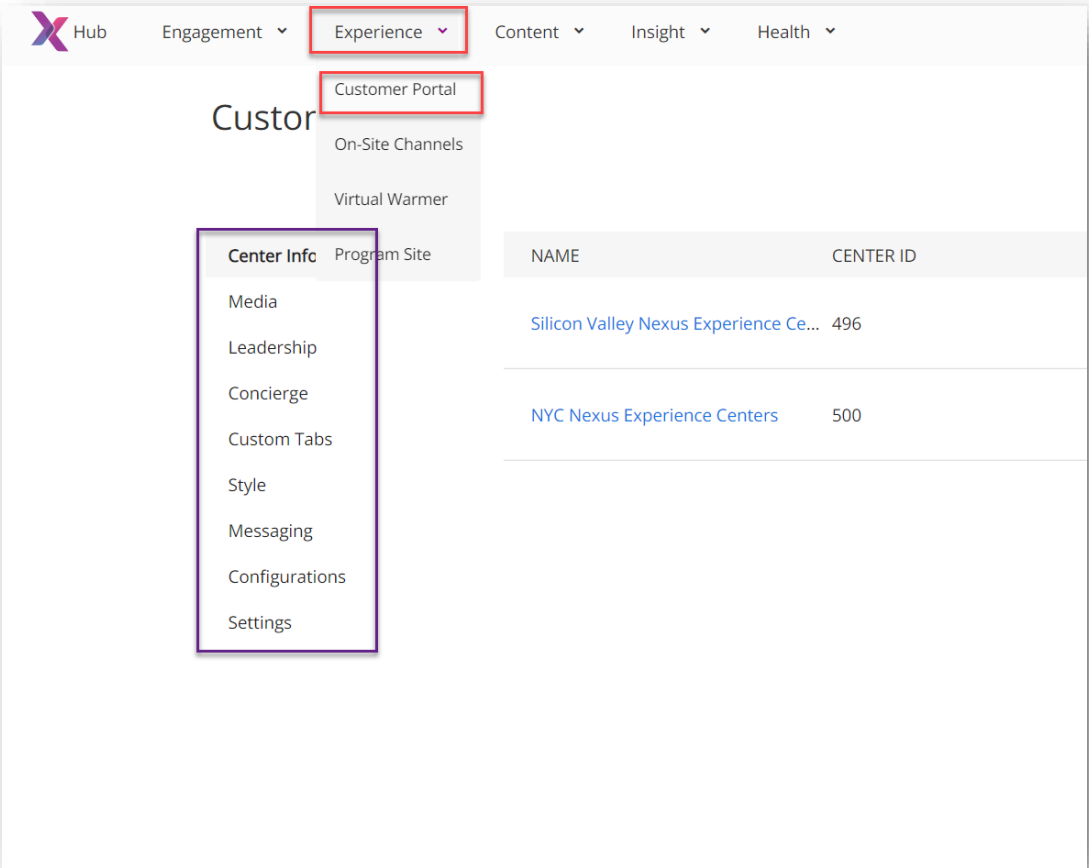 Hub Engagement Experience Content Insight Health
Customer Portal
Custor
On-Site Channels
Virtual Warmer
Program Site
Center Info
Media
Leadership
Concierge
Custom Tabs
Style
Messaging
Configurations
Settings
NAME CENTER ID
Silicon Valley Nexus Experience Ce... 496
NYC Nexus Experience Centers 500